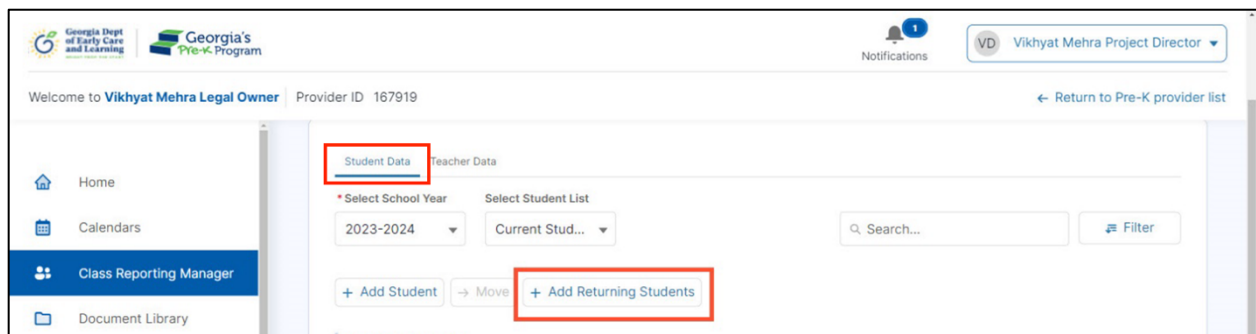 Georgia Dept
of Early Care
and Learning
Georgia's
Pre-K Program
1
Notifications
VD Vikhyat Mehra Project Director
Welcome to Vikhyat Mehra Legal Owner Provider ID 167919
← Return to Pre-K provider list
Student Data Teacher Data
Home
* Select School Year Select Student List
2023-2024 Current Stud... Search... Filter
Calendars
Class Reporting Manager
+ Add Student → Move + Add Returning Students
Document Library